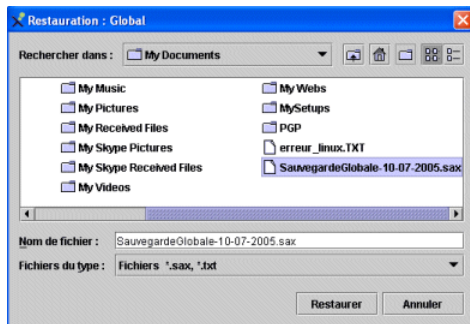 Restauration : Global
Rechercher dans : My Documents
My Music
My Pictures
My Received Files
My Skype Pictures
My Skype Received Files
My Videos
My Webs
MySetups
PGP
erreur_linux.TXT
SauvegardeGlobale-10-07-2005.sax
Nom de fichier : SauvegardeGlobale-10-07-2005.sax
Fichiers du type : Fichiers *.sax, *.txt
Restaurer Annuler